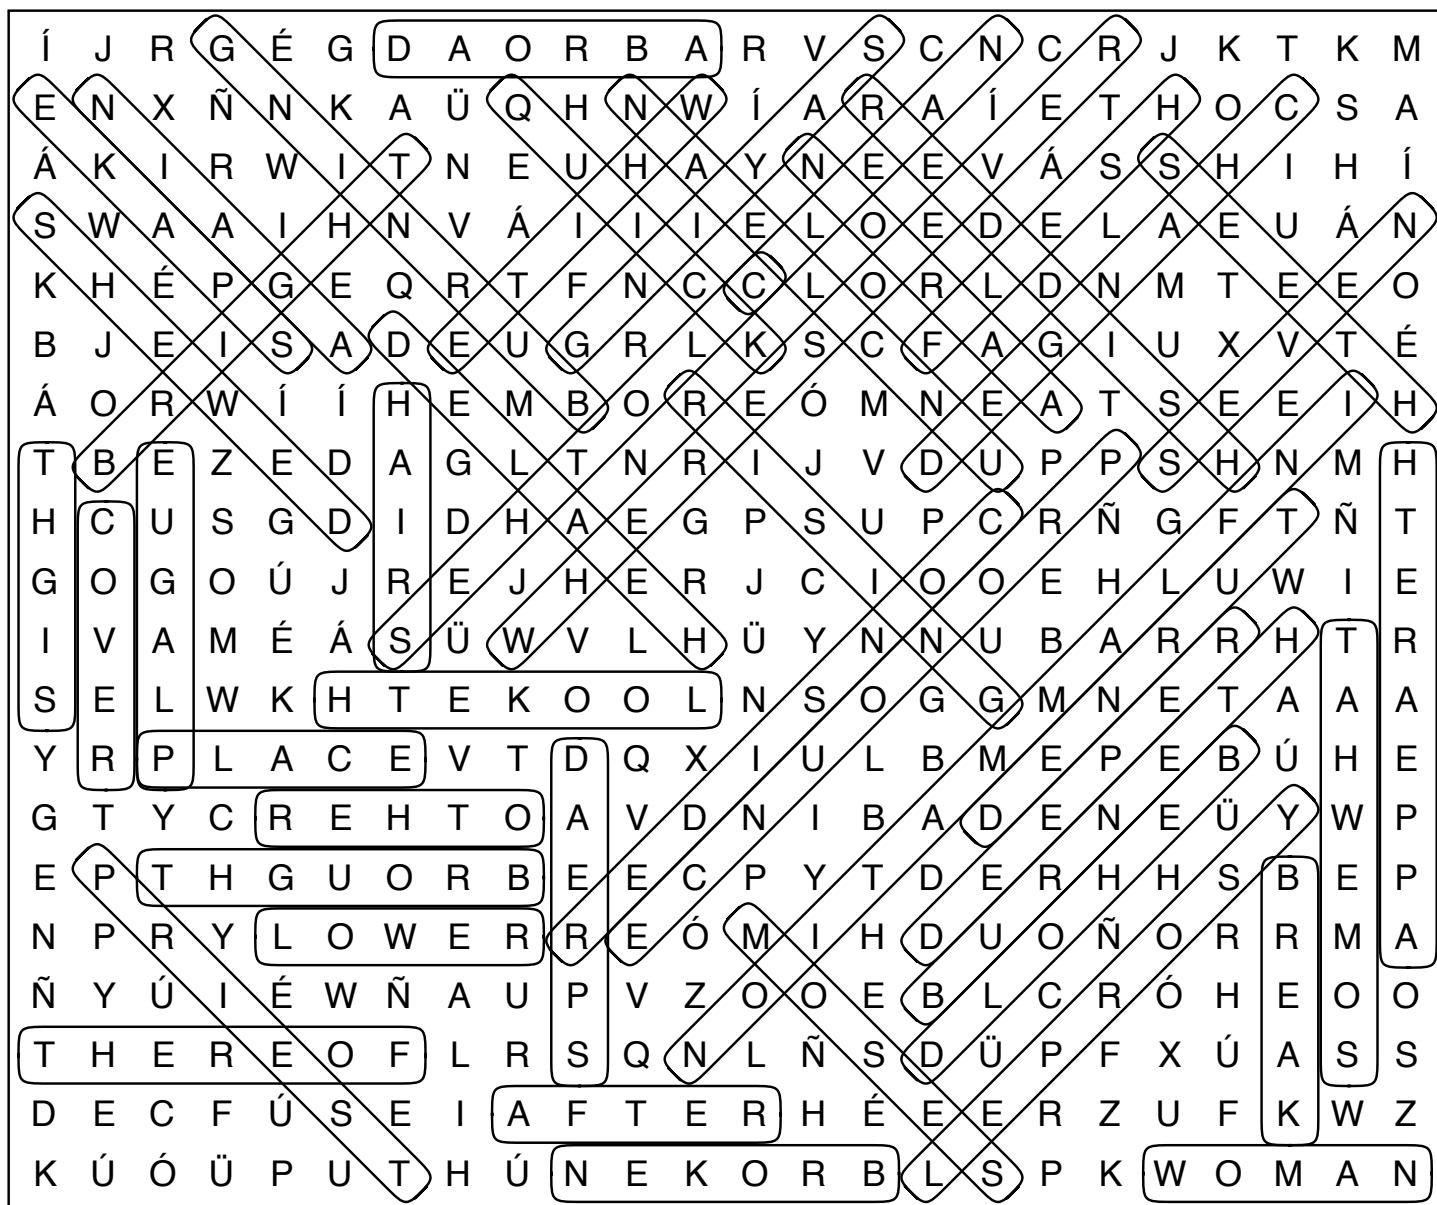 Í J R G É G D A O R B A R V S C N C R J K T K M
E N X Ñ N K A Ü Q H N W Í A R A Í E T H O C S A
Á K I R W I T N E U H A Y N E E V Á S S H I H Í
S W A A I H N V Á I I I E L O E D E L A E U Á N
K H É P G E Q R T F N C C L O R L D N M T E E O
B J E I S A D E U G R L K S C F A G I U X V T É
Á O R W Í Í H E M B O R E Ó M N E A T S E E I H
T B E Z E D A G L T N R I J V D U P P S H N M H
H C U S G D I D H A E G P S U P C R Ñ G F T Ñ T
G O G O Ú J R E J H E R J C I O O E H L U W I E
I V A M É Á S Ü W V L H Ü Y N N U B A R R H T R
S E L W K H T E K O O L N S O G G M N E T A A A
Y R P L A C E V T D Q X I U L B M E P E B Ú H E
G T Y C R E H T O A V D N I B A D E N E Ü Y W P
E P T H G U O R B E E C P Y T D E R H H S B E P
N P R Y L O W E R R E Ó M I H D U O Ñ O R R M A
Ñ Y Ú I É W Ñ A U P V Z O O E B L C R Ó H E O O
T H E R E O F L R S Q N L Ñ S D Ü P F X Ú A S S
D E C F Ú S E I A F T E R H É E E R Z U F K W Z
K Ú Ó Ü P U T H Ú N E K O R B L S P K W O M A N